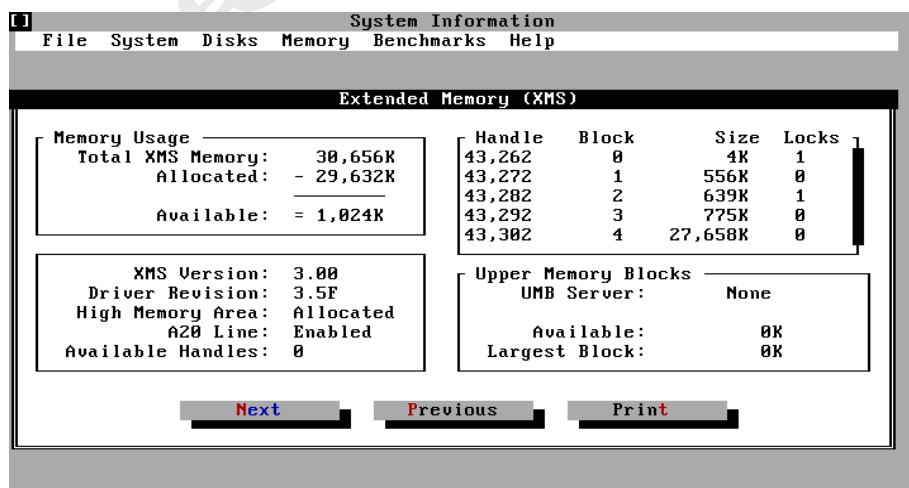 [ ] System Information
File System Disks Memory Benchmarks Help
Extended Memory (XMS)
Memory Usage
Total XMS Memory: 30,656K
Allocated: - 29,632K
Available: = 1,024K
XMS Version: 3.00
Driver Revision: 3.5F
High Memory Area: Allocated
A20 Line: Enabled
Available Handles: 0
Handle Block Size Locks
43,262 0 4K 1
43,272 1 556K 0
43,282 2 639K 1
43,292 3 775K 0
43,302 4 27,658K 0
Upper Memory Blocks
UMB Server: None
Available: 0K
Largest Block: 0K
Next Previous Print